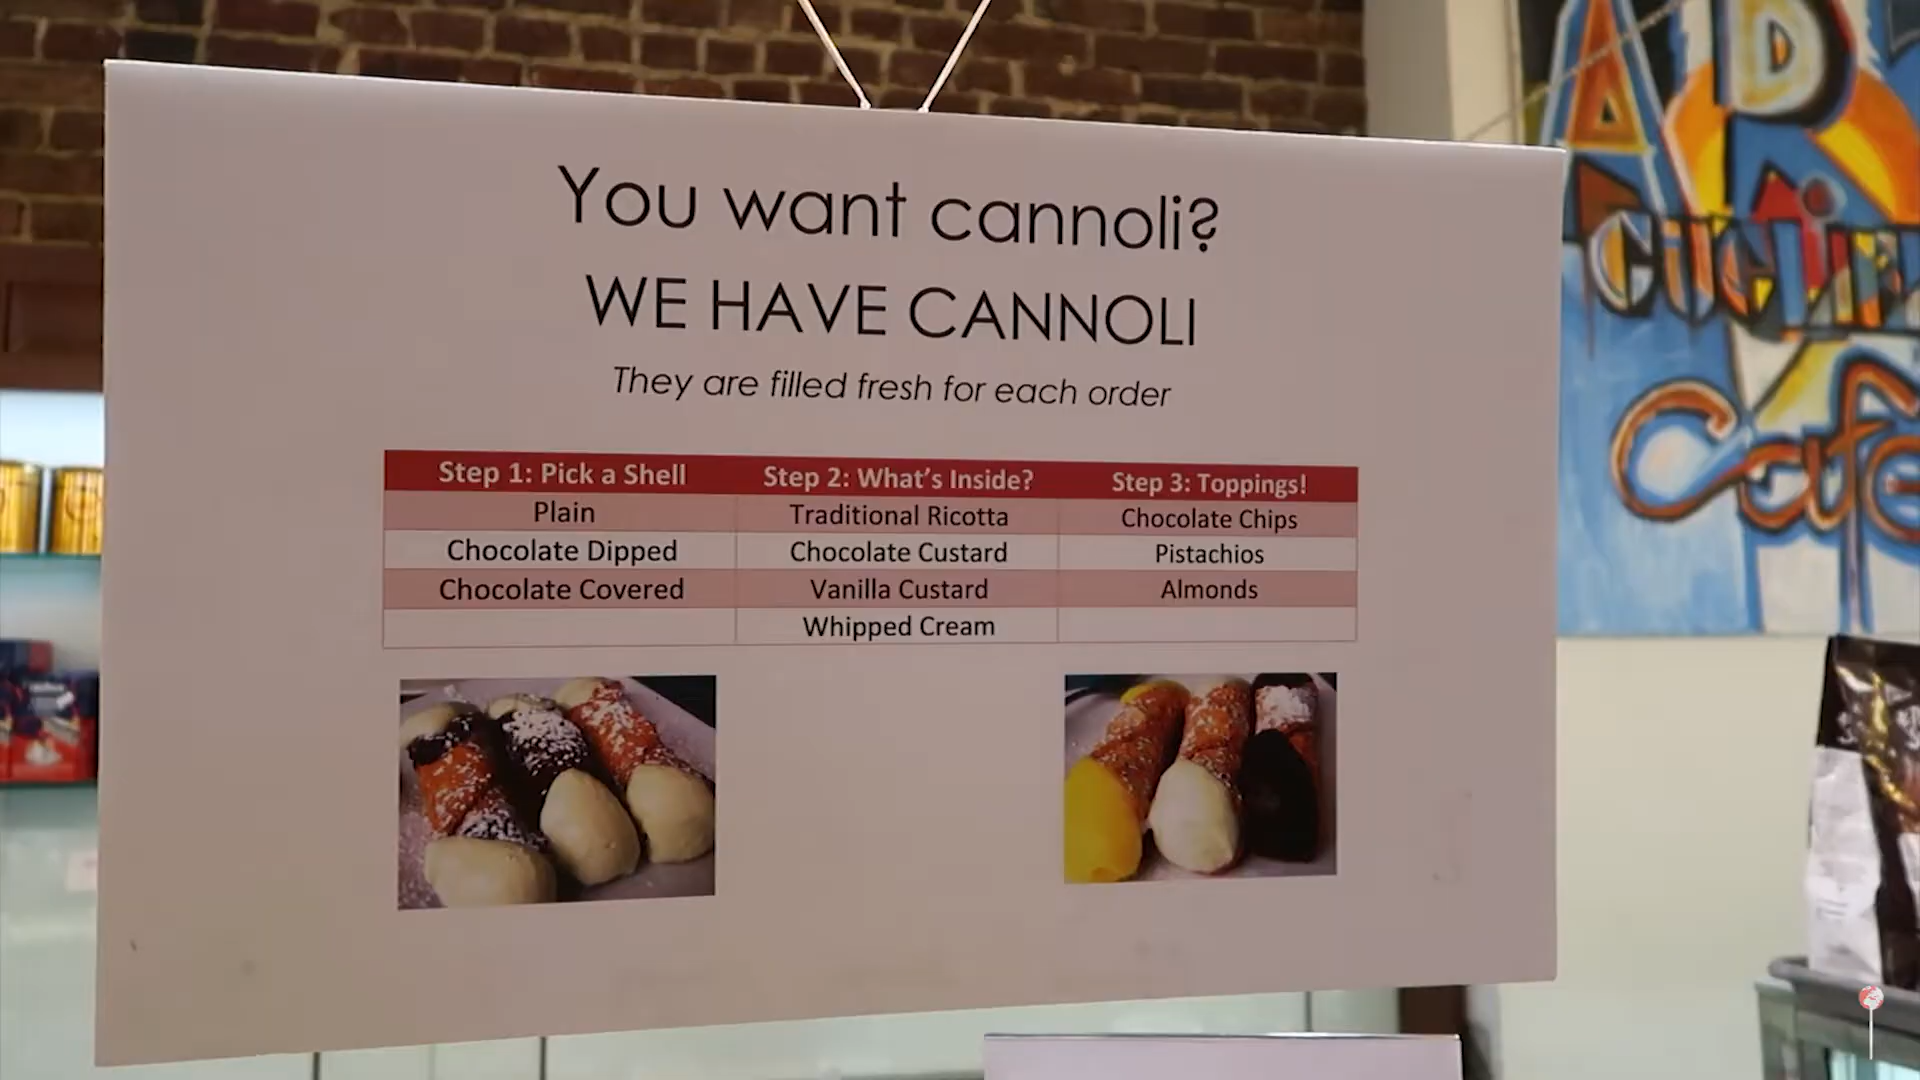 You want cannoli?
WE HAVE CANNOLI
They are filled fresh for each order
Step 1: Pick a Shell Step 2: What's Inside? Step 3: Toppings!
Plain Traditional Ricotta Chocolate Chips
Chocolate Dipped Chocolate Custard Pistachios
Chocolate Covered Vanilla Custard Almonds
Whipped Cream
Cafe